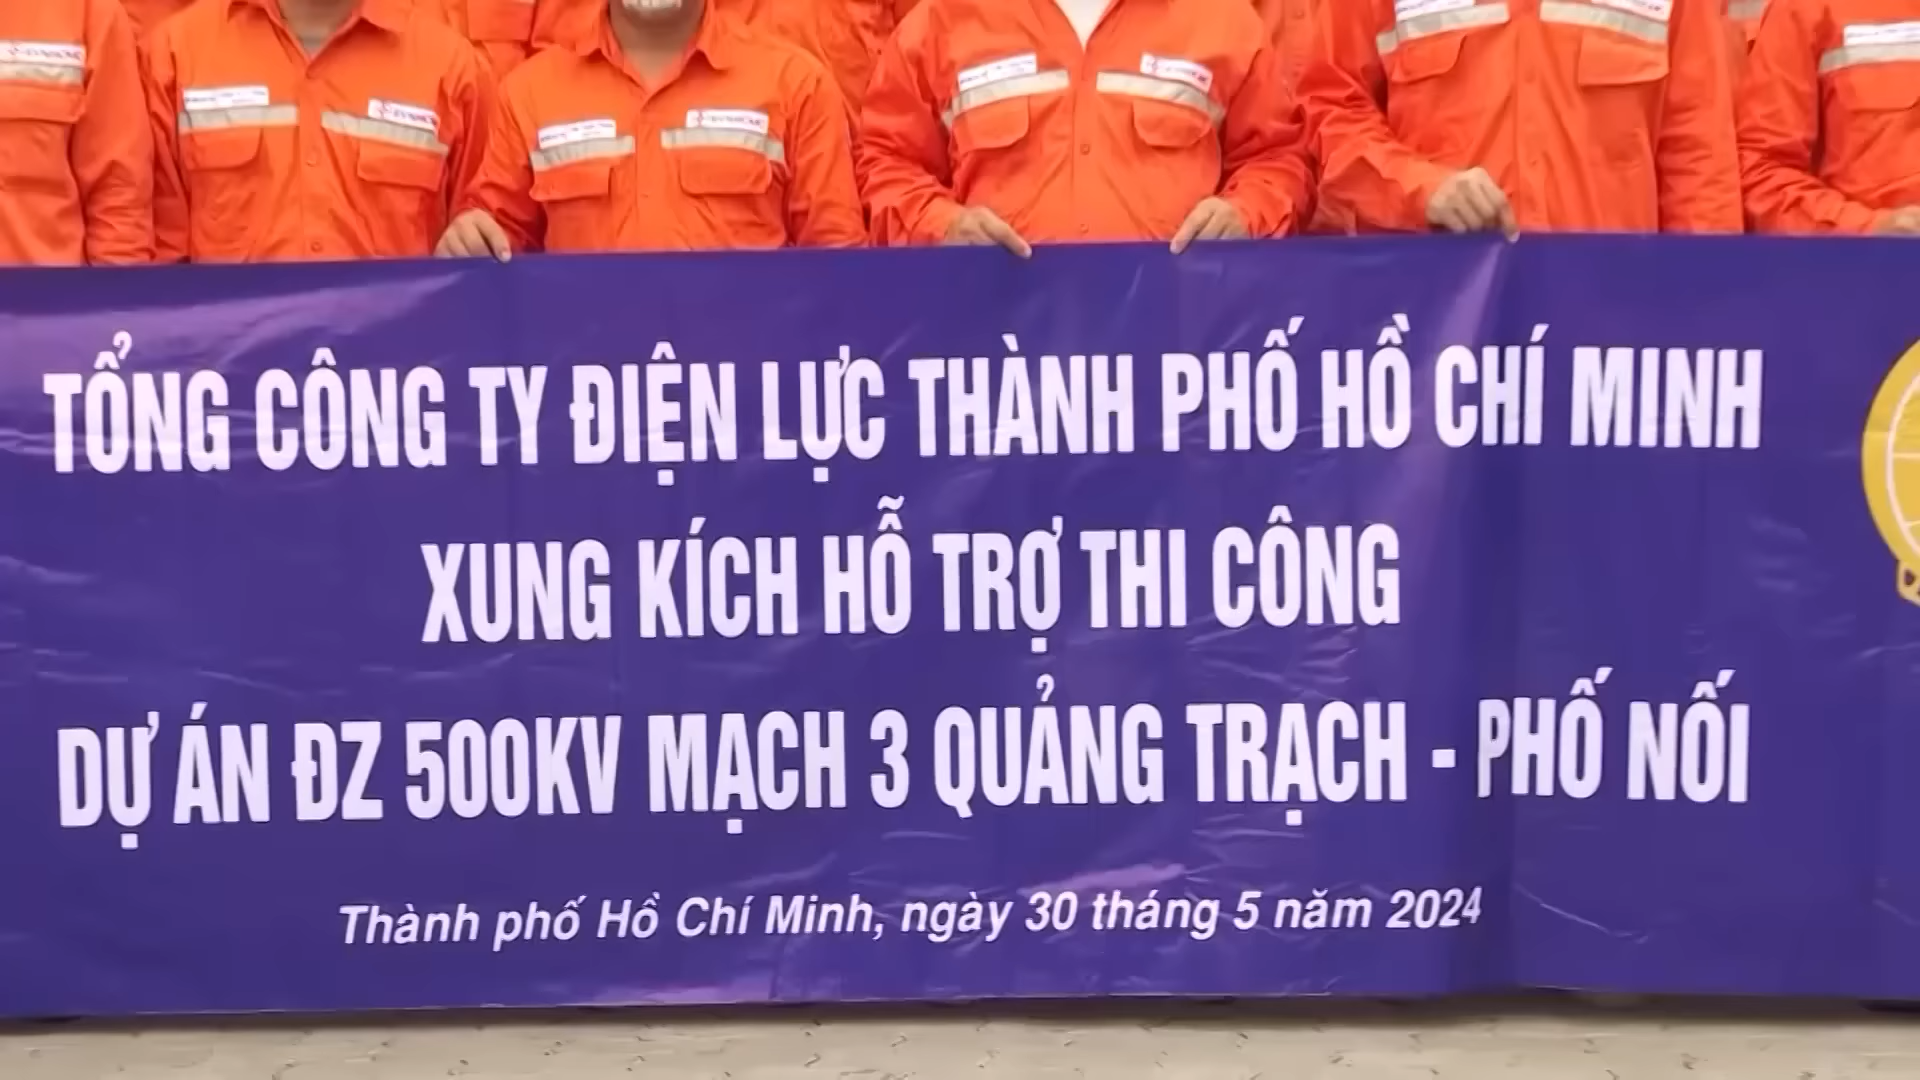 TỔNG CÔNG TY ĐIỆN LỰC THÀNH PHỐ HỒ CHÍ MINH
XUNG KÍCH HỖ TRỢ THI CÔNG
DỰ ÁN ĐZ 500KV MẠCH 3 QUẢNG TRẠCH - PHỐ NỐI
Thành phố Hồ Chí Minh, ngày 30 tháng 5 năm 2024